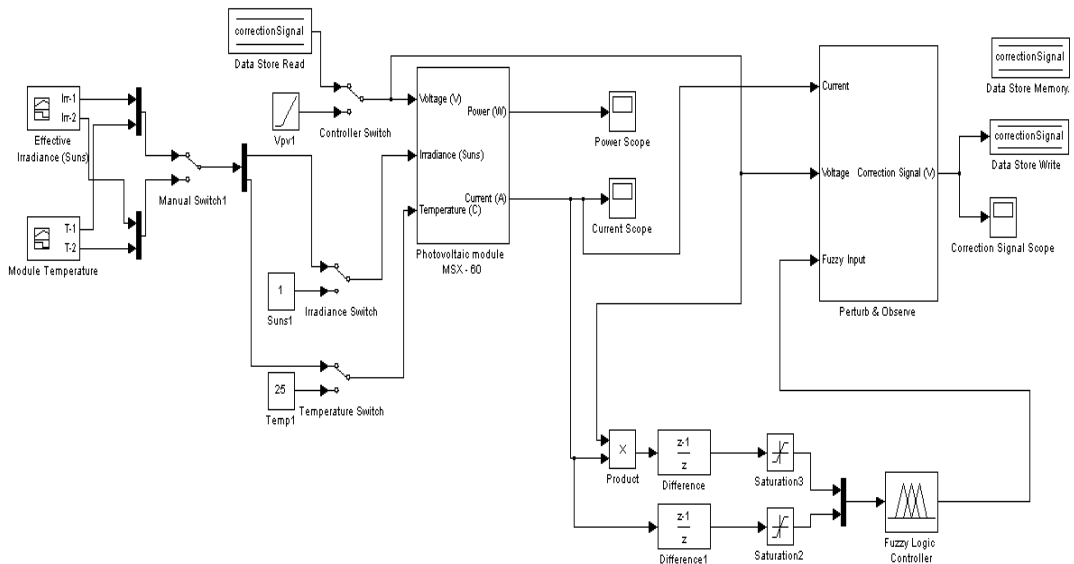 correctionSignal
Data Store Read
Irr-1
Irr-2
Effective
Irradiance (Suns)
T-1
T-2
Module Temperature
Manual Switch1
Vpv1
Controller Switch
Voltage (V)
Power (W)
Irradiance (Suns)
Current (A)
Temperature (C)
Photovoltaic module
MSX - 60
Power Scope
Current Scope
1
Suns1
Irradiance Switch
25
Temp1
Temperature Switch
Current
Voltage
Correction Signal (V)
Fuzzy Input
Perturb & Observe
correctionSignal
Data Store Memory.
correctionSignal
Data Store Write
Correction Signal Scope
X
Product
z-1
z
Difference
Saturation3
z-1
z
Difference1
Saturation2
Fuzzy Logic
Controller